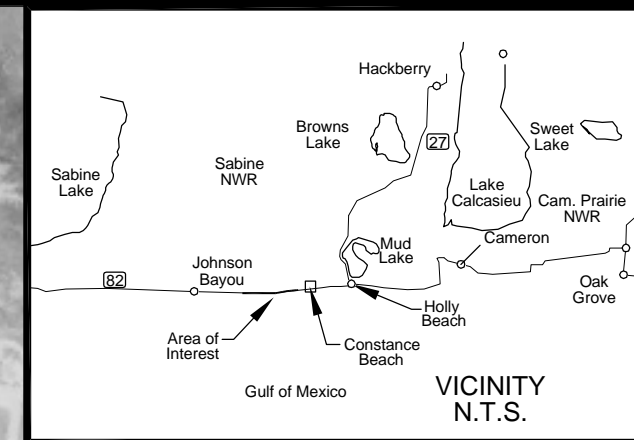 Hackberry
Browns
Lake
27
Sweet
Lake
Sabine
NWR
Sabine
Lake
Lake
Calcasieu
Cam. Prairie
NWR
Cameron
Mud
Lake
Johnson
Bayou
82
Oak
Grove
Holly
Beach
Area of
Interest
Constance
Beach
Gulf of Mexico
VICINITY
N.T.S.